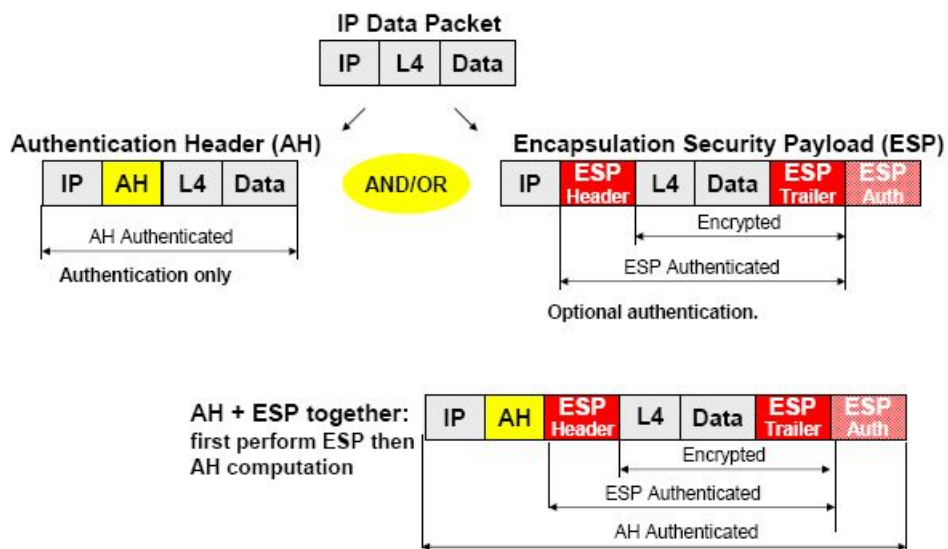 IP Data Packet
IP L4 Data
Authentication Header (AH)
IP AH L4 Data
AH Authenticated
Authentication only
AND/OR
Encapsulation Security Payload (ESP)
IP ESP Header L4 Data ESP Trailer ESP Auth
Encrypted
ESP Authenticated
Optional authentication.
AH + ESP together:
first perform ESP then
AH computation
IP AH ESP Header L4 Data ESP Trailer ESP Auth
Encrypted
ESP Authenticated
AH Authenticated